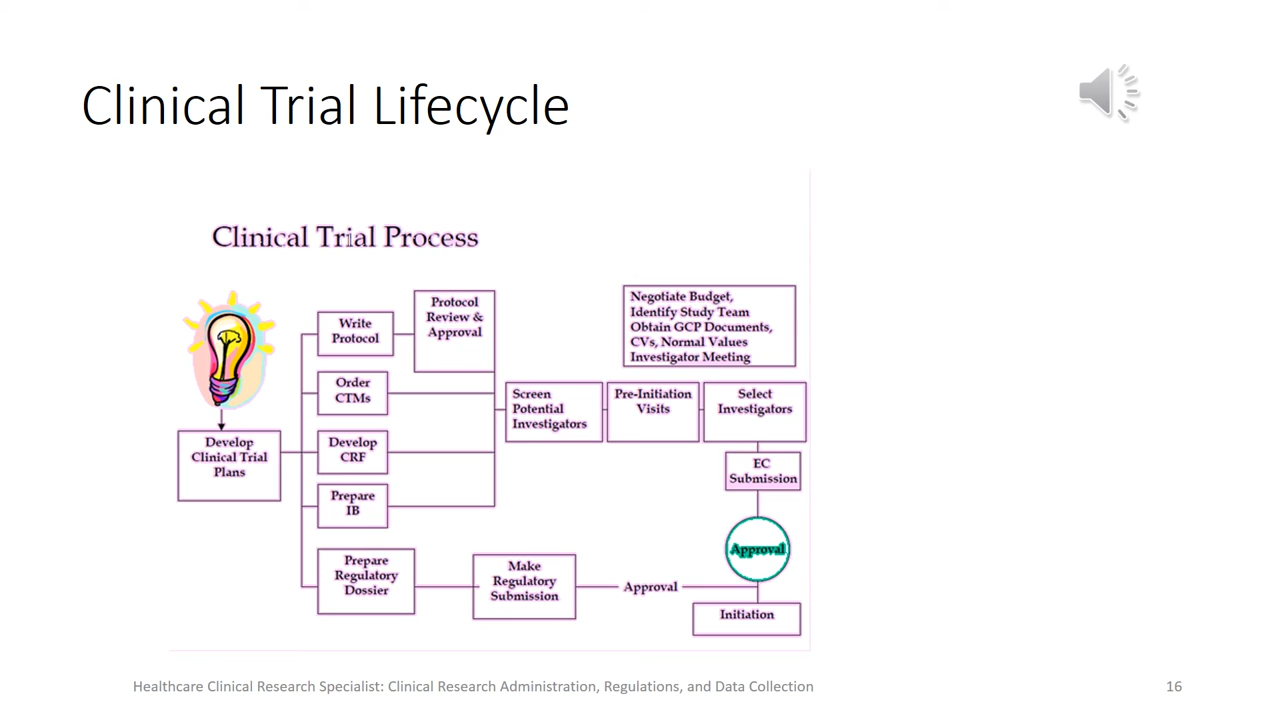 Clinical Trial Lifecycle
Clinical Trial Process
Protocol
Review &
Approval
Write
Protocol
Order
CTMs
Develop
CRF
Prepare
IB
Develop
Clinical Trial
Plans
Prepare
Regulatory
Dossier
Make
Regulatory
Submission
Approval
Screen
Potential
Investigators
Pre-Initiation
Visits
Select
Investigators
Negotiate Budget,
Identify Study Team
Obtain GCP Documents,
CVs, Normal Values
Investigator Meeting
EC
Submission
Approval
Initiation
Healthcare Clinical Research Specialist: Clinical Research Administration, Regulations, and Data Collection
16